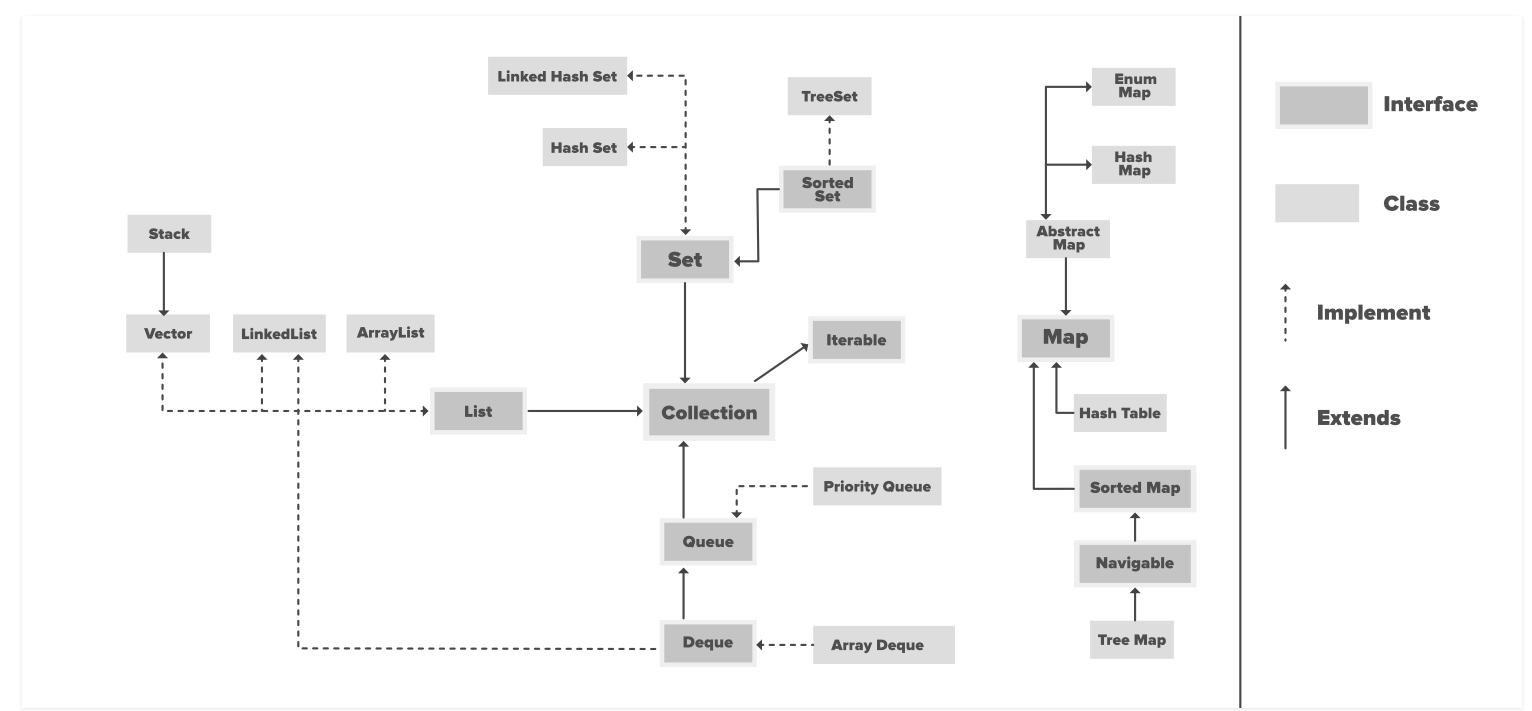 Linked Hash Set
Hash Set
TreeSet
Sorted
Set
Set
Stack
Vector
LinkedList
ArrayList
List
Iterable
Collection
Priority Queue
Queue
Deque
Array Deque
Enum
Map
Hash
Map
Abstract
Map
Map
Hash Table
Sorted Map
Navigable
Tree Map
Interface
Class
Implement
Extends